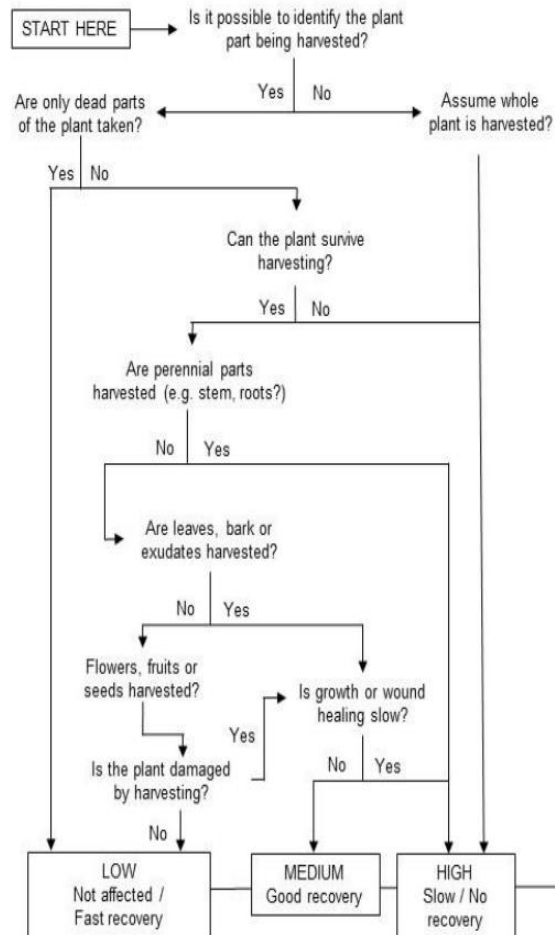 START HERE
Is it possible to identify the plant
part being harvested?
Yes
No
Are only dead parts
of the plant taken?
Assume whole
plant is harvested?
Yes
No
Can the plant survive
harvesting?
Yes
No
Are perennial parts
harvested (e.g. stem, roots?)
No
Yes
Are leaves, bark or
exudates harvested?
No
Yes
Flowers, fruits or
seeds harvested?
Is growth or wound
healing slow?
Yes
Is the plant damaged
by harvesting?
No
Yes
No
LOW
Not affected /
Fast recovery
MEDIUM
Good recovery
HIGH
Slow / No
recovery